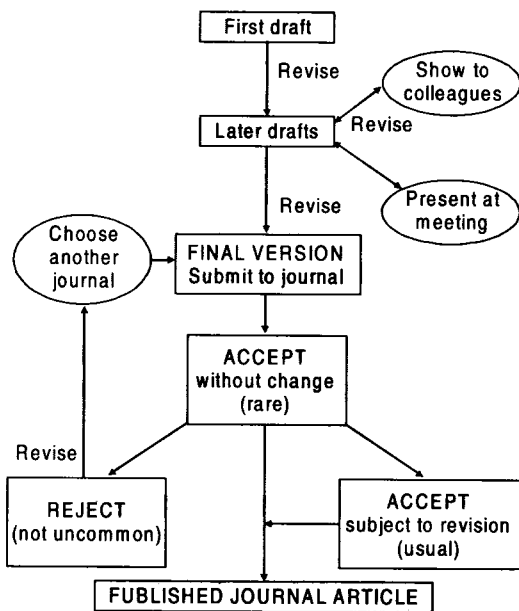 First draft
Revise
Show to
colleagues
Later drafts
Revise
Present at
meeting
Revise
Choose
another
journal
FINAL VERSION
Submit to journal
ACCEPT
without change
(rare)
Revise
REJECT
(not uncommon)
ACCEPT
subject to revision
(usual)
FUBLISHED JOURNAL ARTICLE